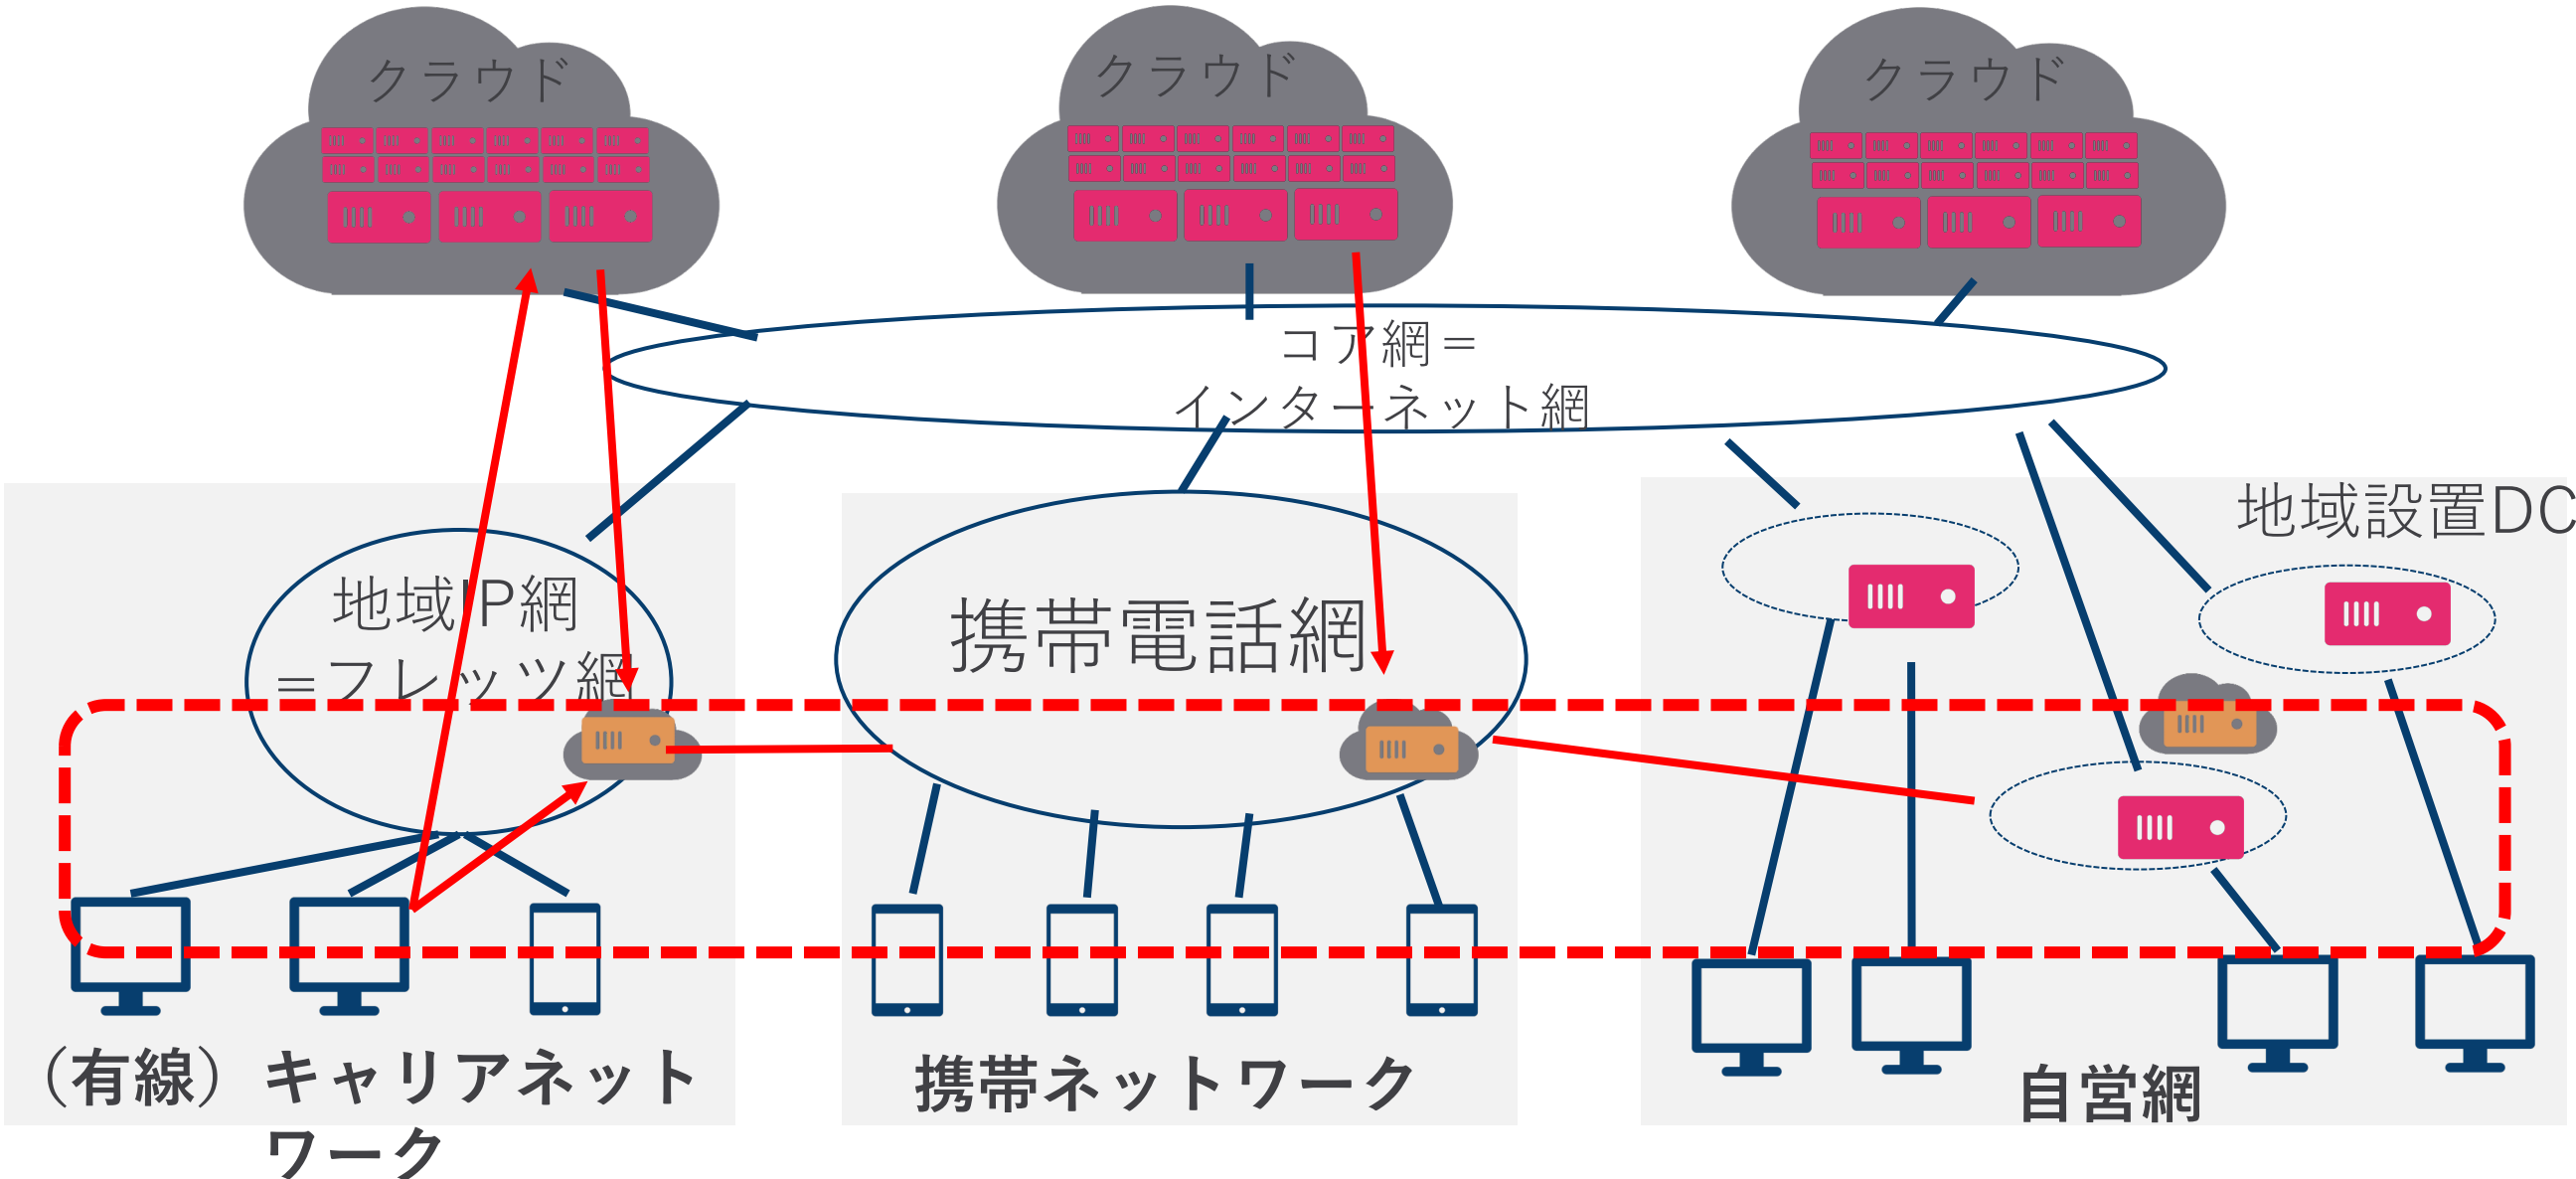 クラウド
クラウド
クラウド
コア網＝
インターネット網
地域設置DC
地域IP網
=フレッツ網
携帯電話網
（有線）キャリアネット
ワーク
携帯ネットワーク
自営網